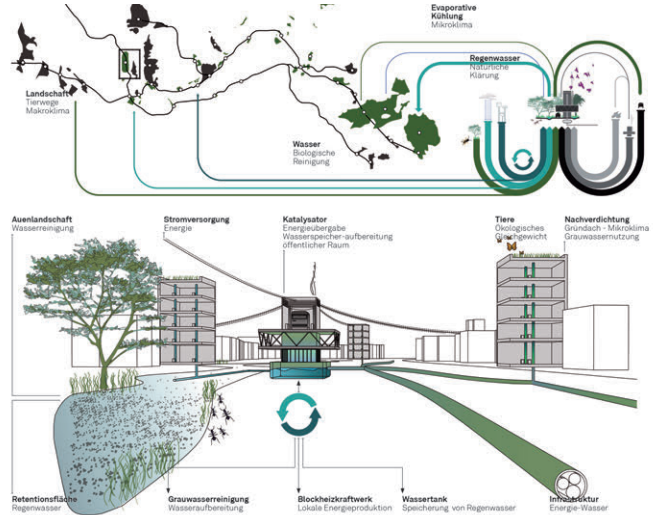 Evaporative
Kühlung
Mikroklima
Regenwasser
Natürliche
Klärung
Landschaft
Tierwege
Makroklima
Wasser
Biologische
Reinigung
Auenlandschaft
Wasserreinigung
Stromversorgung
Energie
Katalysator
Energieübergabe
Wasserspeicher-aufbereitung
öffentlicher Raum
Tiere
Ökologisches
Gleichgewicht
Nachverdichtung
Gründach - Mikroklima
Grauwassernutzung
Retentionsfläche
Regenwasser
Grauwasserreinigung
Wasseraufbereitung
Blockheizkraftwerk
Lokale Energieproduktion
Wassertank
Speicherung von Regenwasser
Infrastruktur
Energie-Wasser